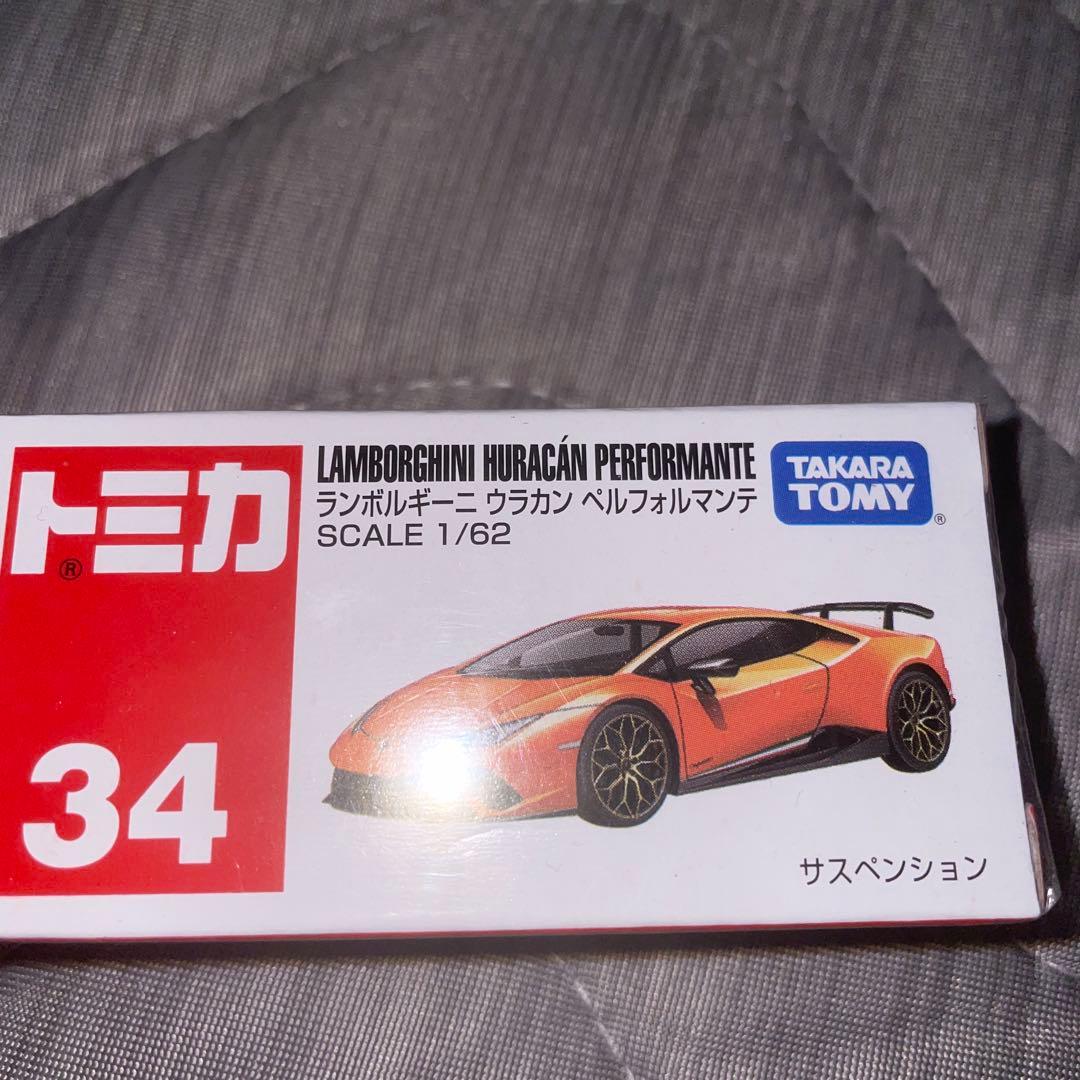 トミカ®
34
LAMBORGHINI HURACÁN PERFORMANTE
ランボルギーニ ウラカン ペルフォルマンテ
SCALE 1/62
TAKARA
TOMY®
サスペンション